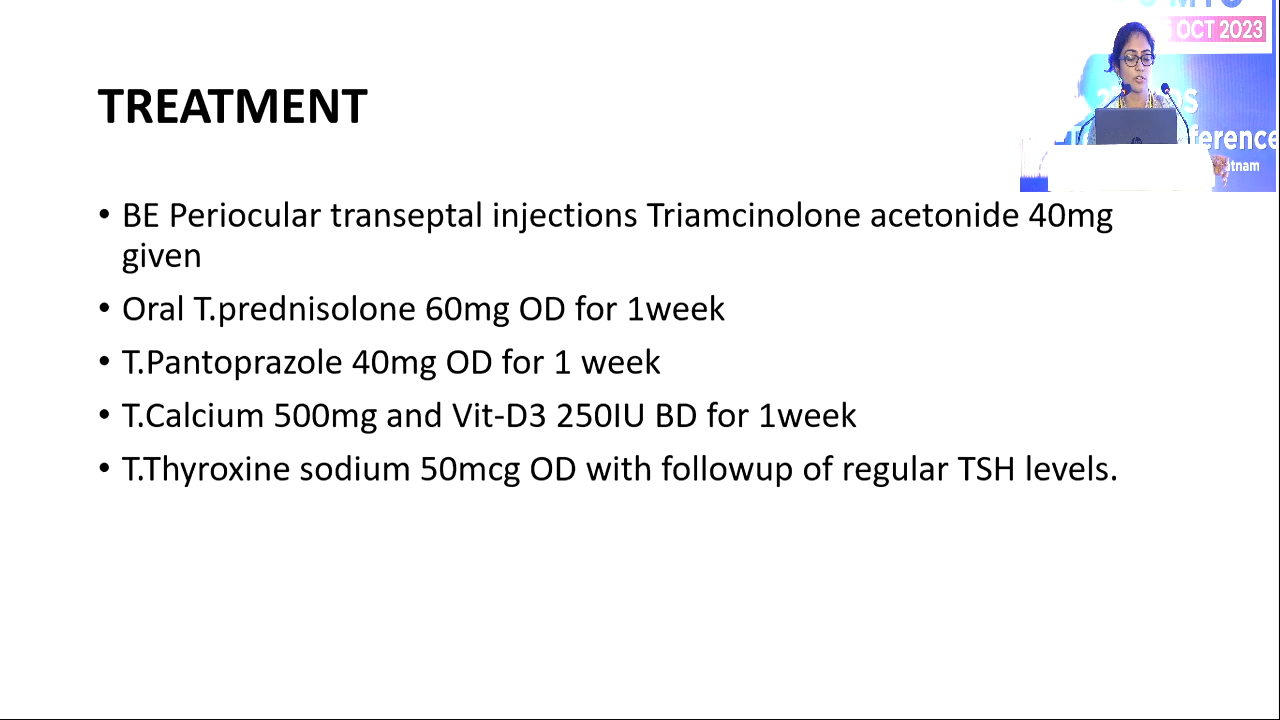 OCT 2023
TREATMENT
ference
• BE Periocular transeptal injections Triamcinolone acetonide 40mg
given
• Oral T.prednisolone 60mg OD for 1week
• T.Pantoprazole 40mg OD for 1 week
• T.Calcium 500mg and Vit-D3 250IU BD for 1week
• T.Thyroxine sodium 50mcg OD with followup of regular TSH levels.